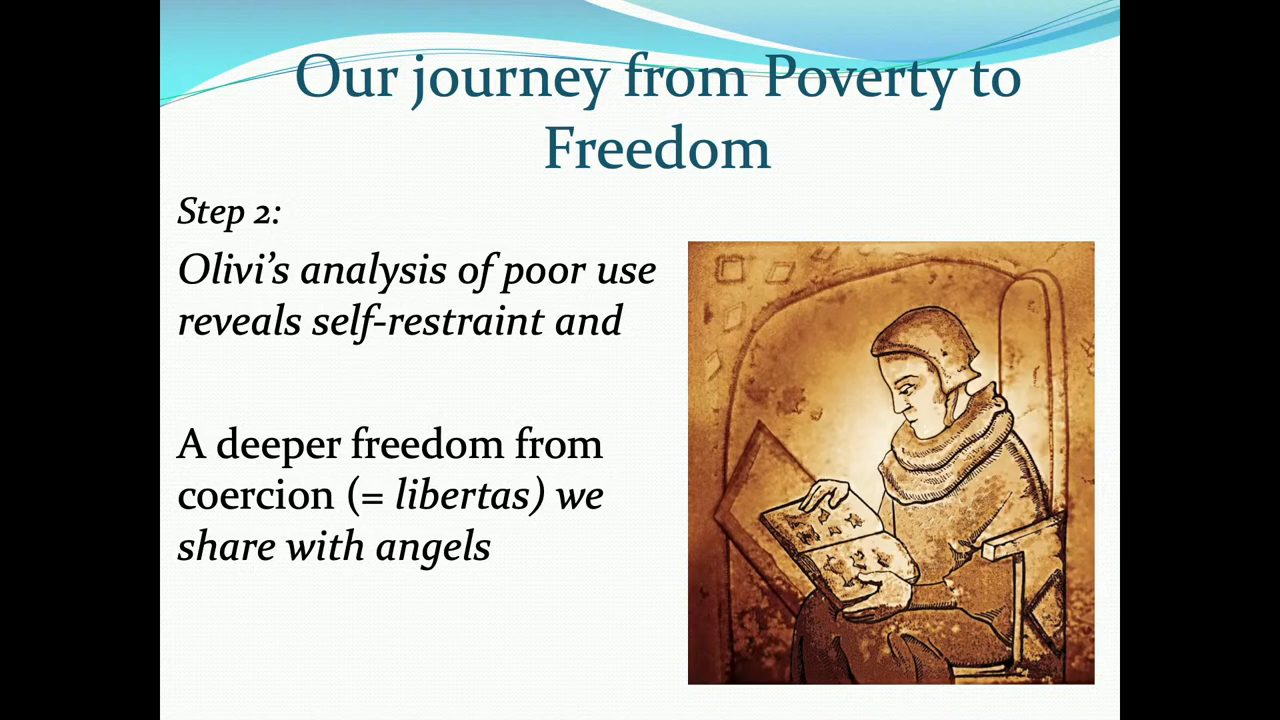 Our journey from Poverty to
Freedom
Step 2:
Olivi’s analysis of poor use
reveals self-restraint and
A deeper freedom from
coercion (= libertas) we
share with angels